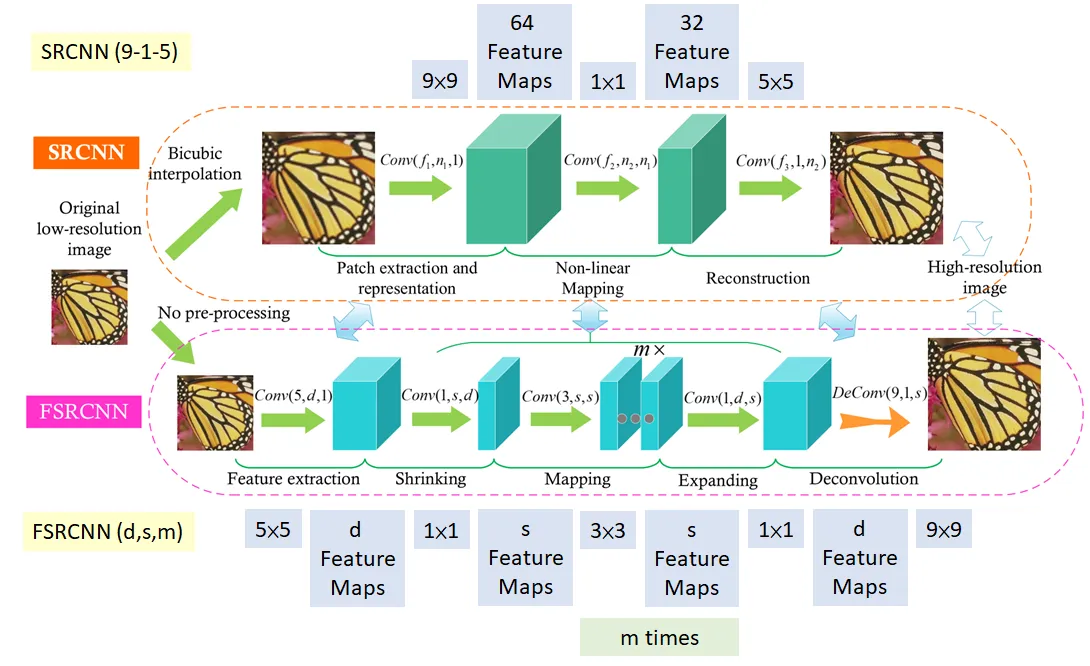 SRCNN (9-1-5)
9×9
64
Feature
Maps
1×1
32
Feature
Maps
5×5
SRCNN
Bicubic
interpolation
Conv(f₁,n₁,1)
Conv(f₂,n₂,n₁)
Conv(f₃,1,n₂)
Original
low-resolution
image
Patch extraction and
representation
Non-linear
Mapping
Reconstruction
High-resolution
image
No pre-processing
m ×
FSRCNN
Conv(5,d,1)
Conv(1,s,d)
Conv(3,s,s)
Conv(1,d,s)
DeConv(9,1,s)
Feature extraction
Shrinking
Mapping
Expanding
Deconvolution
FSRCNN (d,s,m)
5×5
d
Feature
Maps
1×1
s
Feature
Maps
3×3
s
Feature
Maps
1×1
d
Feature
Maps
9×9
m times